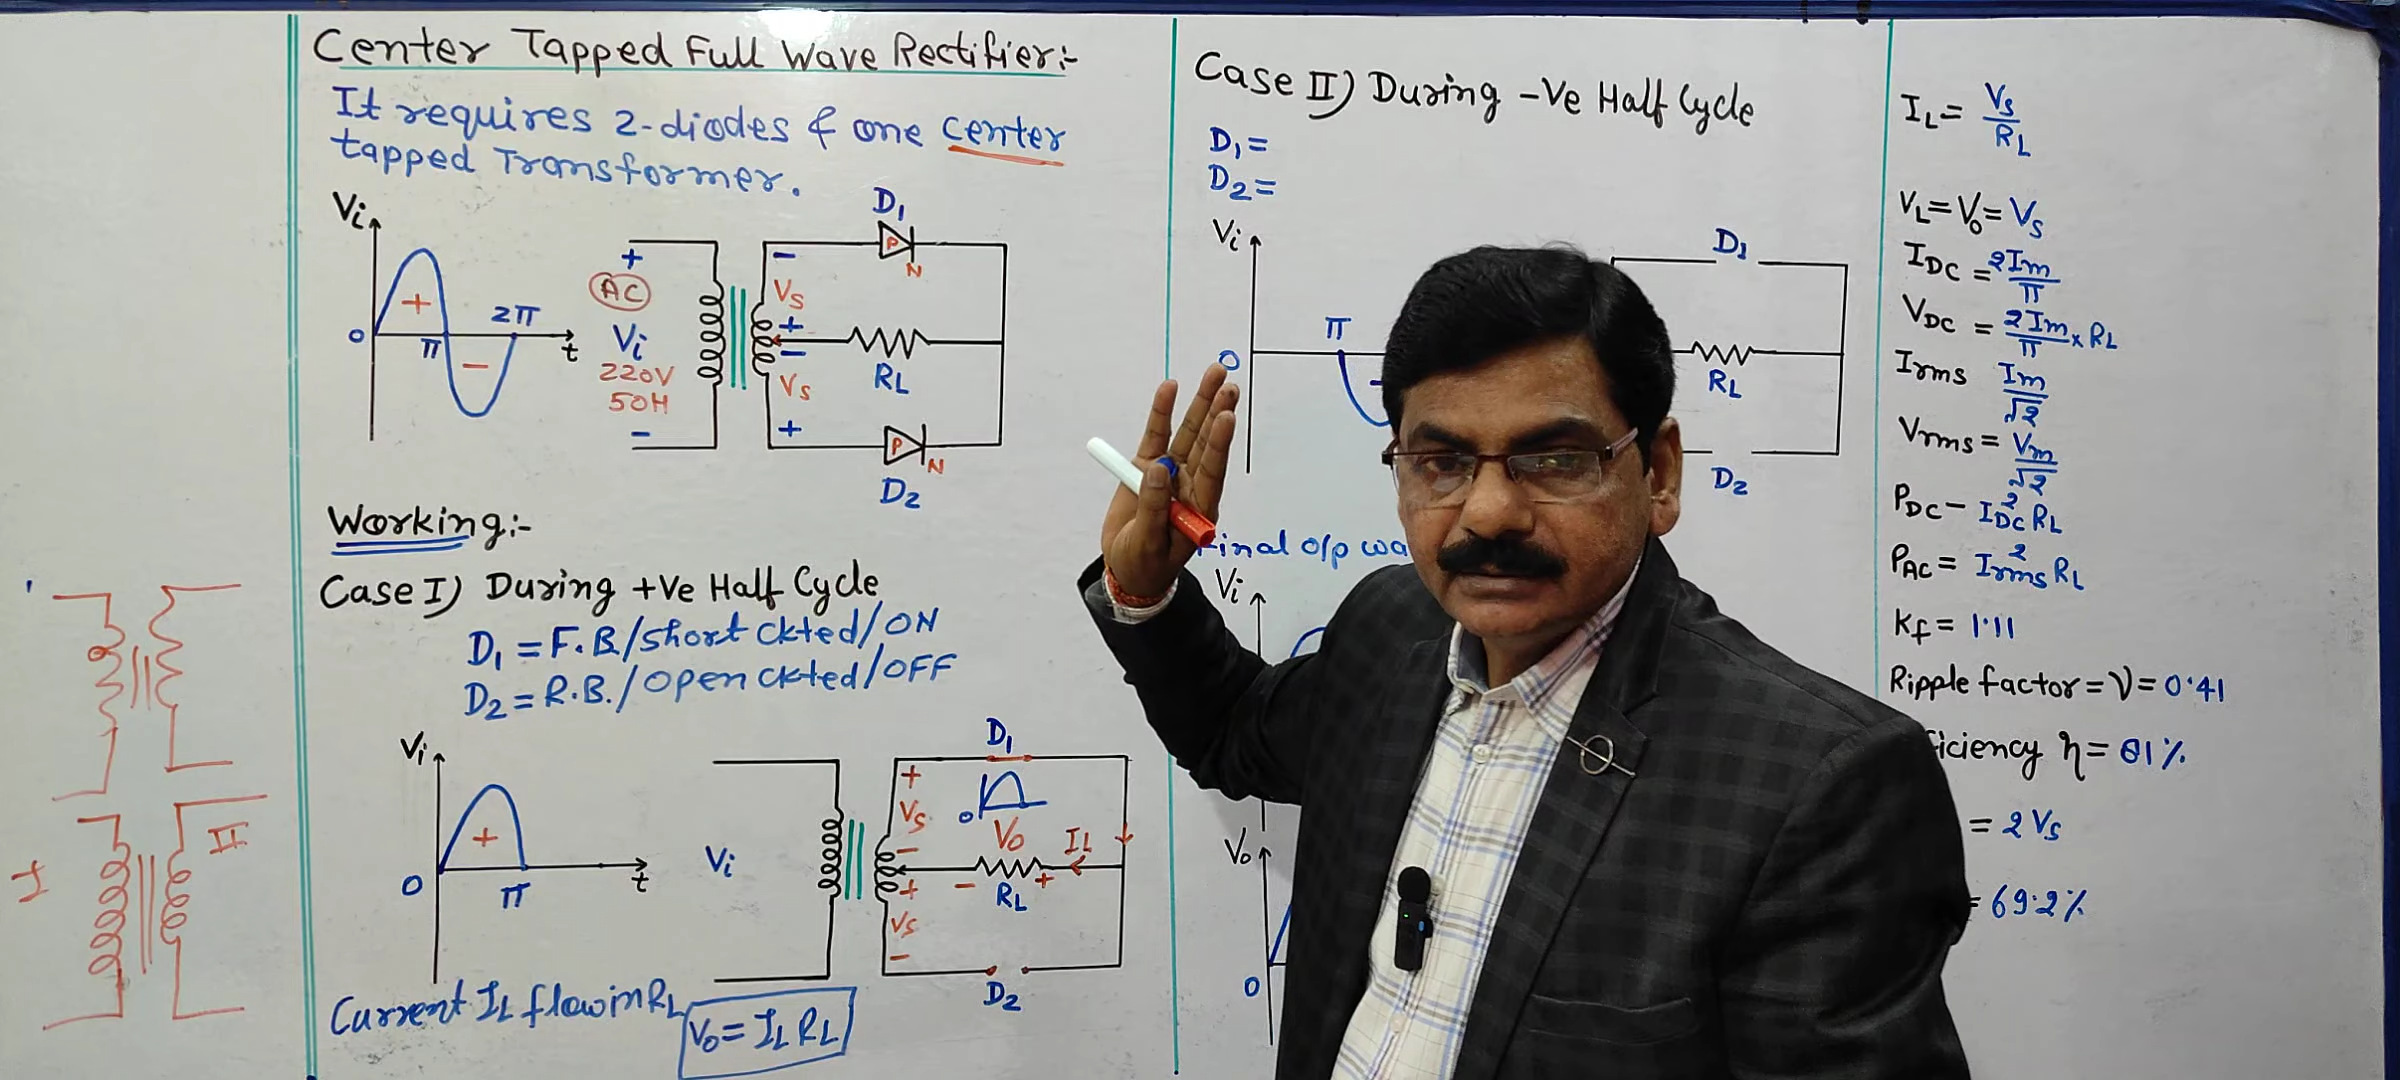 Center Tapped Full Wave Rectifier:-
It requires 2-diodes & one center
tapped Transformer.
Vi
0
+
π
-
2π
t
+
AC
Vi
220V
50H
-
-
Vs
+
-
Vs
+
D1
P
N
RL
P
N
D2
Working:-
Case I) During +Ve Half Cycle
D1 = F.B/short ckted/ON
D2 = R.B./open ckted/OFF
Vi
+
0
π
t
Vi
+
Vs
-
+
Vs
-
D1
0
Vo
IL
-
+
RL
D2
Current IL flow in RL
Vo = IL RL
I
II
Case II) During -Ve Half Cycle
D1 =
D2 =
Vi
0
π
-
D1
RL
D2
Final o/p wa
Vi
Vo
0
IL = Vs/RL
VL = Vo = Vs
IDC = 2Im/π
VDC = 2Im/π × RL
Irms Im/√2
Vrms = Vm/√2
PDC - IDC² RL
PAC = Irms² RL
Kf = 1.11
Ripple factor = ν = 0.41
iciency η = 81%
= 2Vs
= 69.2%